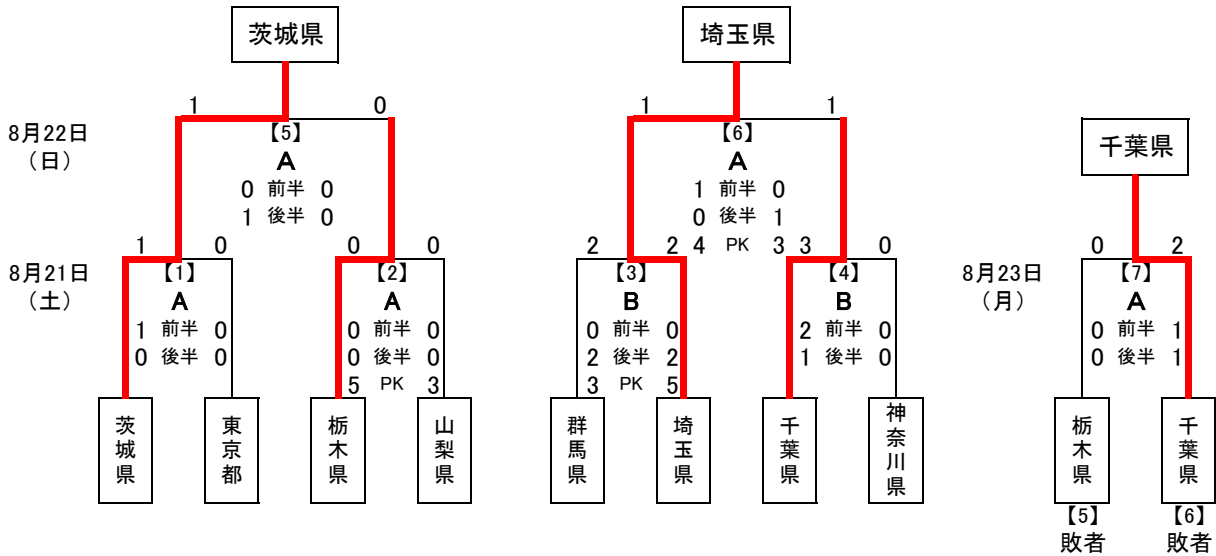 茨城県
埼玉県
1 0
1 1
8月22日
(日)
【5】
A
0 前半 0
1 後半 0
【6】
A
1 前半 0
0 後半 1
4 PK 3
千葉県
8月21日
(土)
1 0
【1】
A
1 前半 0
0 後半 0
0 0
【2】
A
0 前半 0
0 後半 0
5 PK 3
2 2
【3】
B
0 前半 0
2 後半 2
3 PK 5
3 0
【4】
B
2 前半 0
1 後半 0
8月23日
(月)
0 2
【7】
A
0 前半 1
0 後半 1
茨城県
東京都
栃木県
山梨県
群馬県
埼玉県
千葉県
神奈川県
栃木県
千葉県
【5】
敗者
【6】
敗者